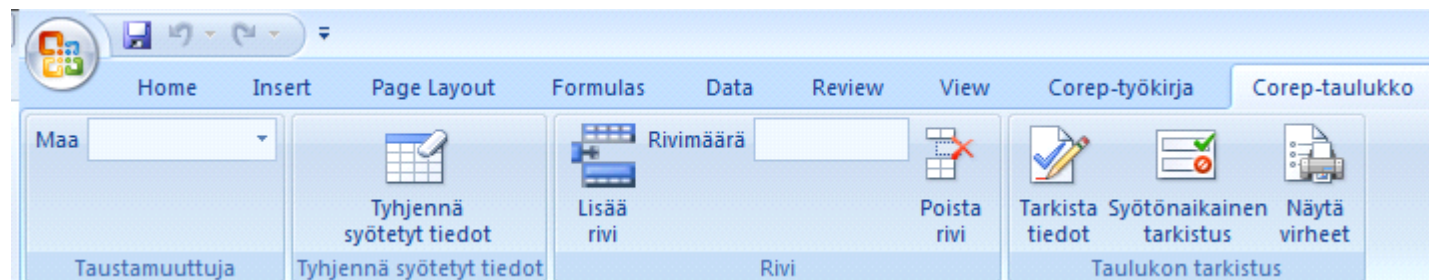 Home Insert Page Layout Formulas Data Review View Corep-työkirja Corep-taulukko
Maa
Tyhjennä
syötetyt tiedot
Lisää
rivi
Rivimäärä
Poista
rivi
Tarkista
tiedot
Syötönaikainen
tarkistus
Näytä
virheet
Taustamuuttuja Tyhjennä syötetyt tiedot Rivi Taulukon tarkistus